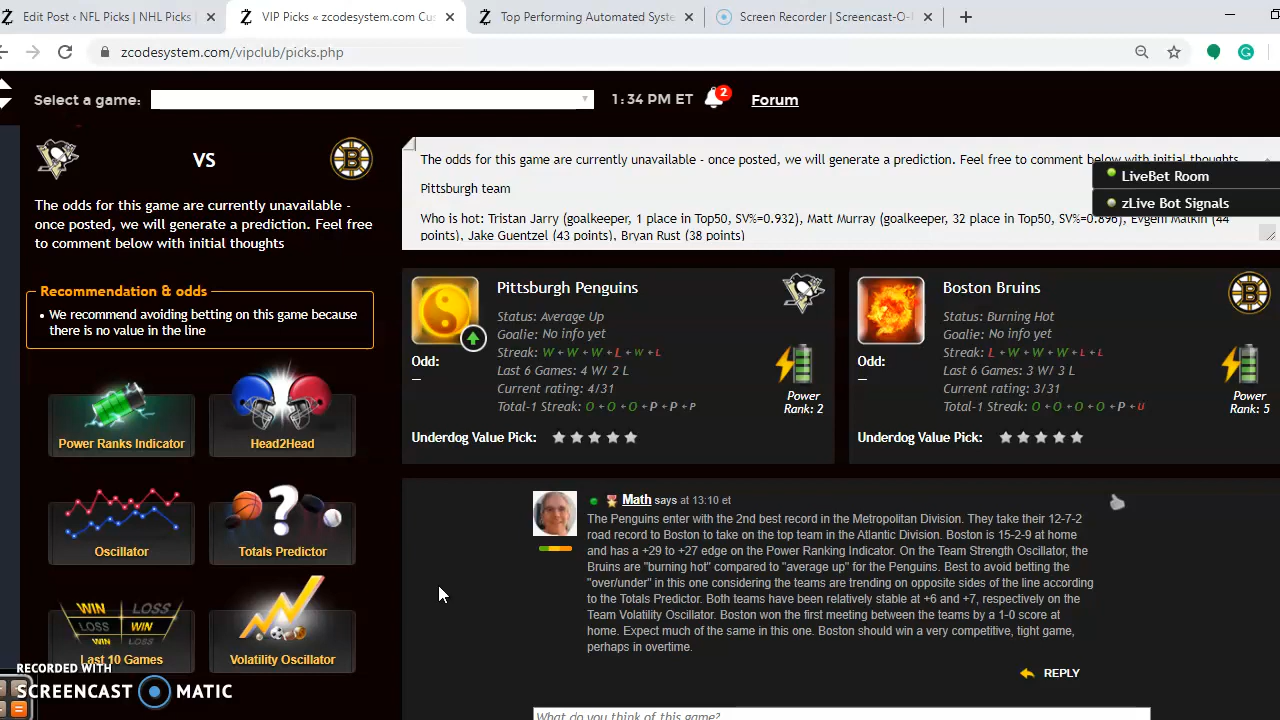 Edit Post ‹ NFL Picks | NHL Picks
VIP Picks « zcodesystem.com Cus
Top Performing Automated Syste
Screen Recorder | Screencast-O-M
zcodesystem.com/vipclub/picks.php
Select a game:
1:34 PM ET
2
Forum
VS
The odds for this game are currently unavailable -
once posted, we will generate a prediction. Feel free
to comment below with initial thoughts
Recommendation & odds
• We recommend avoiding betting on this game because
there is no value in the line
Power Ranks Indicator
Head2Head
Oscillator
Totals Predictor
WIN LOSS
LOSS WIN
WIN LOSS
Last 10 Games
Volatility Oscillator
RECORDED WITH
SCREENCAST MATIC
The odds for this game are currently unavailable - once posted, we will generate a prediction. Feel free to comment below with initial thoughts
Pittsburgh team
Who is hot: Tristan Jarry (goalkeeper, 1 place in Top50, SV%=0.932), Matt Murray (goalkeeper, 32 place in Top50, SV%=0.896), Evgeni Malkin (44
points), Jake Guentzel (43 points), Bryan Rust (38 points)
LiveBet Room
zLive Bot Signals
Pittsburgh Penguins
Status: Average Up
Goalie: No info yet
Streak: W ← W ← W ← L ← W ← L
Last 6 Games: 4 W/ 2 L
Current rating: 4/31
Total-1 Streak: O ← O ← O ← P ← P ← P
Odd:
—
Power
Rank: 2
Underdog Value Pick:
Boston Bruins
Status: Burning Hot
Goalie: No info yet
Streak: L ← W ← W ← W ← L ← L
Last 6 Games: 3 W/ 3 L
Current rating: 3/31
Total-1 Streak: O ← O ← O ← O ← P ← U
Odd:
—
Power
Rank: 5
Underdog Value Pick:
Math says at 13:10 et
The Penguins enter with the 2nd best record in the Metropolitan Division. They take their 12-7-2
road record to Boston to take on the top team in the Atlantic Division. Boston is 15-2-9 at home
and has a +29 to +27 edge on the Power Ranking Indicator. On the Team Strength Oscillator, the
Bruins are "burning hot" compared to "average up" for the Penguins. Best to avoid betting the
"over/under" in this one considering the teams are trending on opposite sides of the line according
to the Totals Predictor. Both teams have been relatively stable at +6 and +7, respectively on the
Team Volatility Oscillator. Boston won the first meeting between the teams by a 1-0 score at
home. Expect much of the same in this one. Boston should win a very competitive, tight game,
perhaps in overtime.
REPLY
What do you think of this game?